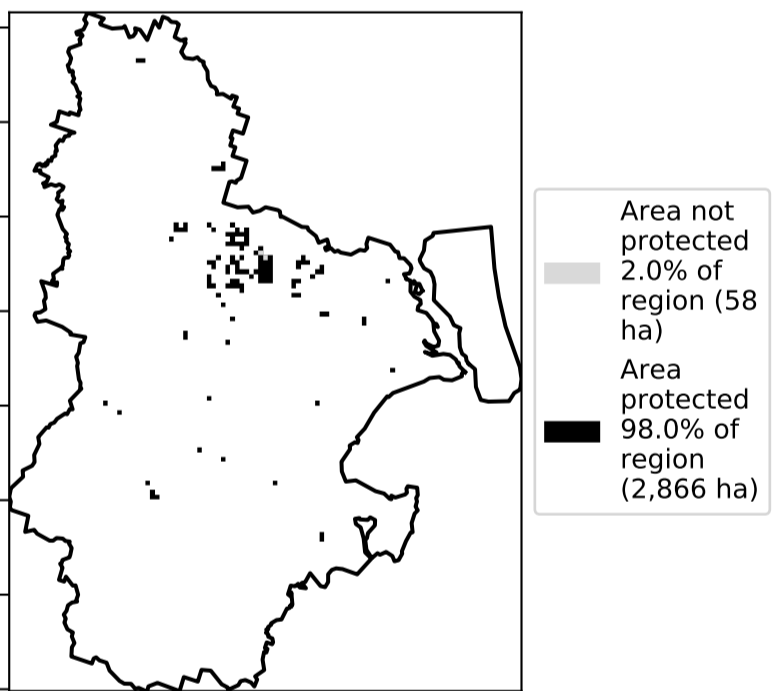 Area not
protected
2.0% of
region (58
ha)
Area
protected
98.0% of
region
(2,866 ha)